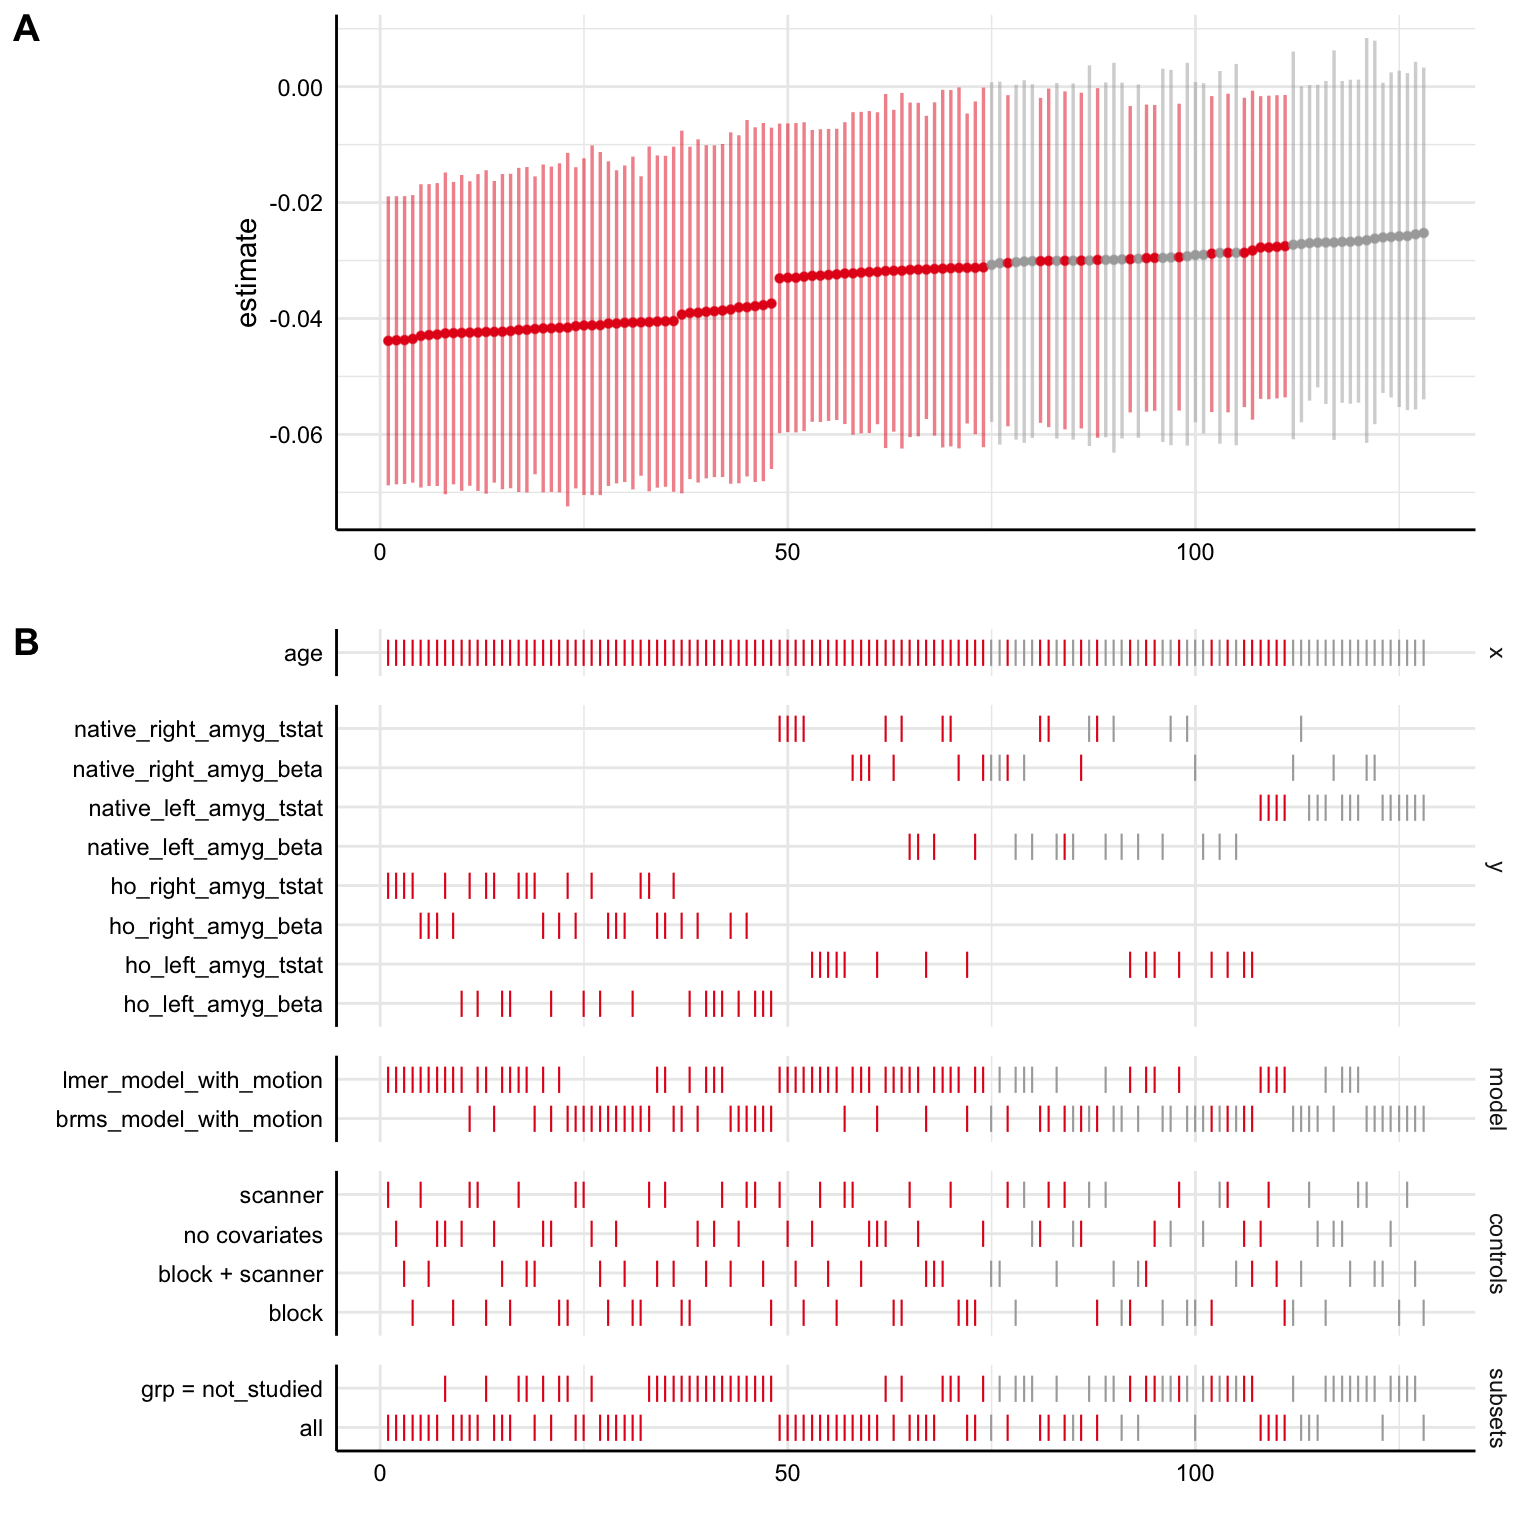 A
0.00
-0.02
-0.04
-0.06
estimate
0 50 100
B
age
x
native_right_amyg_tstat
native_right_amyg_beta
native_left_amyg_tstat
native_left_amyg_beta
ho_right_amyg_tstat
ho_right_amyg_beta
ho_left_amyg_tstat
ho_left_amyg_beta
y
lmer_model_with_motion
brms_model_with_motion
model
scanner
no covariates
block + scanner
block
controls
grp = not_studied
all
subsets
0 50 100